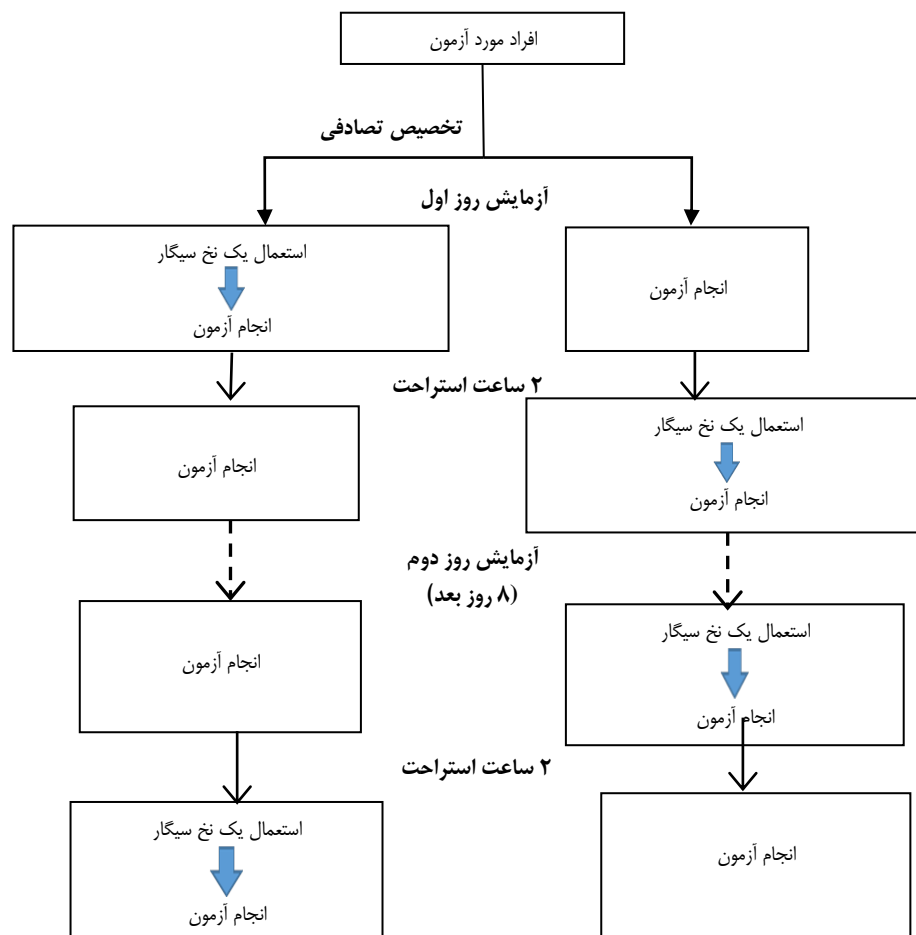 افراد مورد آزمون
تخصیص تصادفی
آزمایش روز اول
انجام آزمون
استعمال یک نخ سیگار
انجام آزمون
۲ ساعت استراحت
استعمال یک نخ سیگار
انجام آزمون
انجام آزمون
آزمایش روز دوم
(۸ روز بعد)
استعمال یک نخ سیگار
انجام آزمون
انجام آزمون
۲ ساعت استراحت
انجام آزمون
استعمال یک نخ سیگار
انجام آزمون